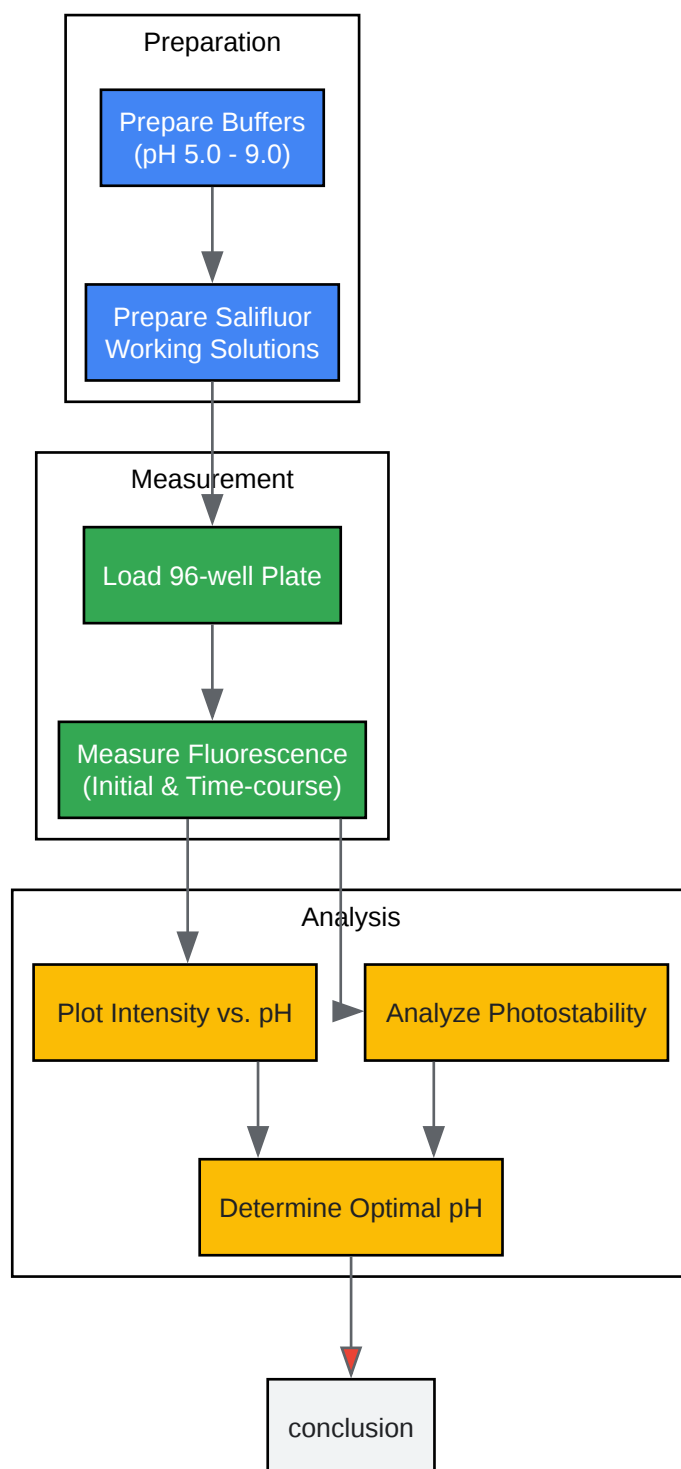 Preparation
Prepare Buffers
(pH 5.0 - 9.0)
Prepare Salifluor
Working Solutions
Measurement
Load 96-well Plate
Measure Fluorescence
(Initial & Time-course)
Analysis
Plot Intensity vs. pH
Analyze Photostability
Determine Optimal pH
conclusion